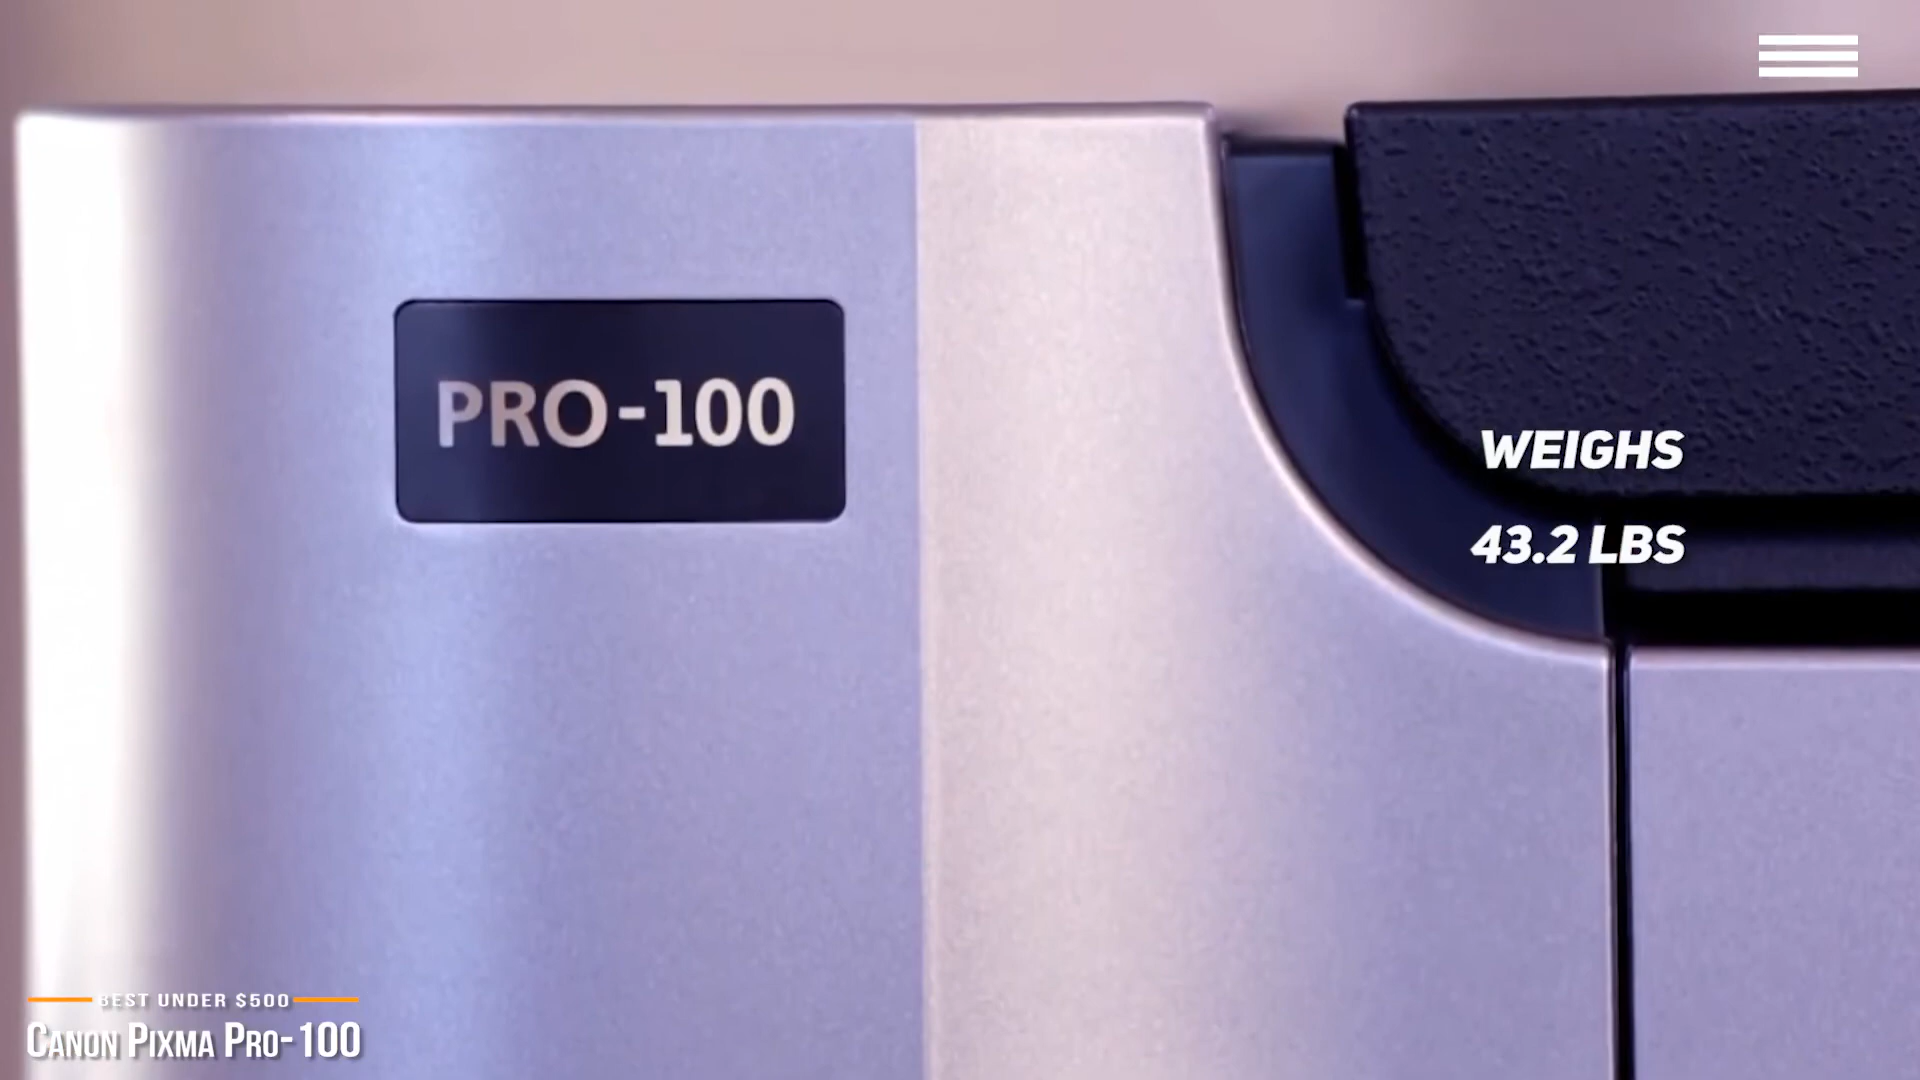 PRO-100
WEIGHS
43.2 LBS
BEST UNDER $500
CANON PIXMA PRO-100